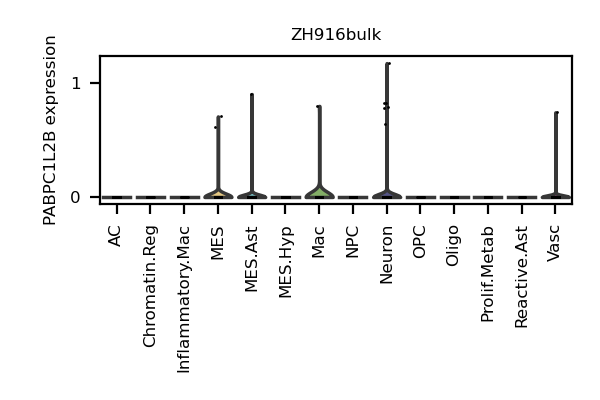 ZH916bulk
PABPC1L2B expression
1
0
AC
Chromatin.Reg
Inflammatory.Mac
MES
MES.Ast
MES.Hyp
Mac
NPC
Neuron
OPC
Oligo
Prolif.Metab
Reactive.Ast
Vasc